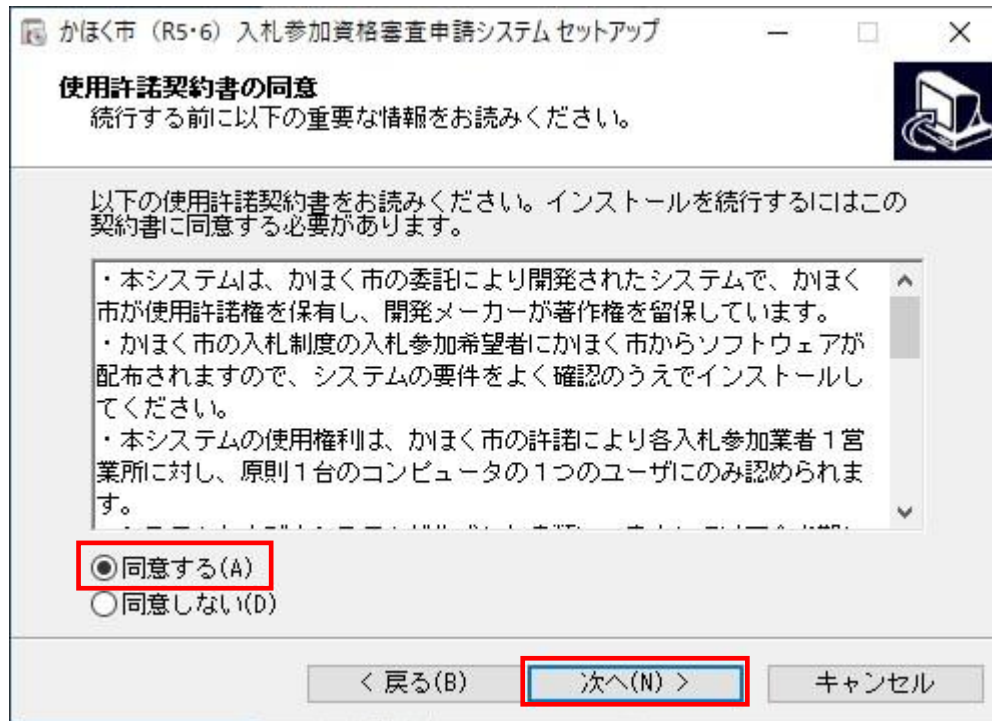 かほく市（R5・6）入札参加資格審査申請システム セットアップ
使用許諾契約書の同意
続行する前に以下の重要な情報をお読みください。
以下の使用許諾契約書をお読みください。インストールを続行するにはこの
契約書に同意する必要があります。
・本システムは、かほく市の委託により開発されたシステムで、かほく
市が使用許諾権を保有し、開発メーカーが著作権を留保しています。
・かほく市の入札制度の入札参加希望者にかほく市からソフトウェアが
配布されますので、システムの要件をよく確認のうえでインストールし
てください。
・本システムの使用権利は、かほく市の許諾により各入札参加業者１営
業所に対し、原則１台のコンピュータの１つのユーザにのみ認められま
す。
同意する(A)
同意しない(D)
< 戻る(B)
次へ(N) >
キャンセル